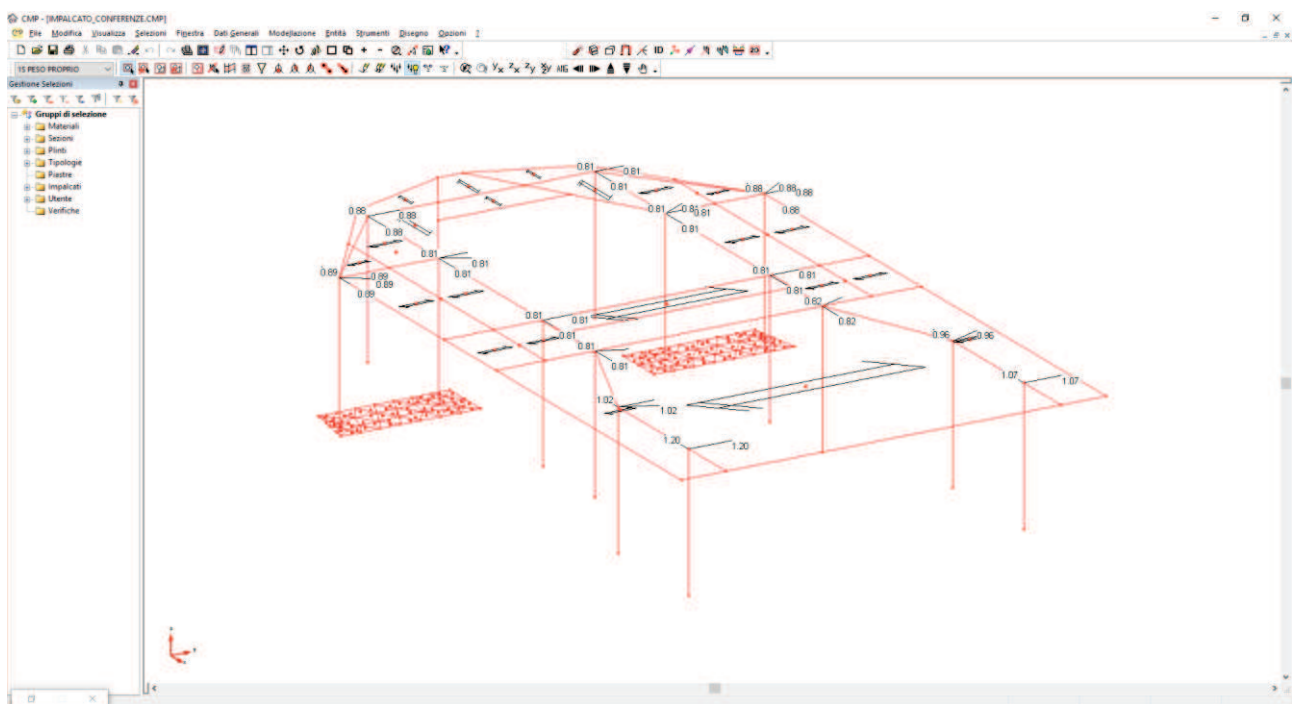 CMP - [IMPALCATO_CONFERENZE.CMP]
File Modifica Visualizza Selezioni Finestra Dati Generali Modellazione Entità Strumenti Disegno Opzioni ?
ID
15 PESO PROPRIO
Gestione Selezioni
Gruppi di selezione
Materiali
Sezioni
Plinti
Tipologie
Piastre
Impalcati
Utente
Verifiche
0.81 0.81
0.81
0.88 0.88 0.88
0.88
0.88 0.88
0.88
0.81 0.81 0.81
0.81
0.81 0.81
0.81
0.89 0.89
0.89
0.89
0.81 0.81
0.81
0.82
0.82
0.81 0.81
0.81
0.81
0.81
0.96 0.96
1.07 1.07
1.02
1.02
1.20 1.20